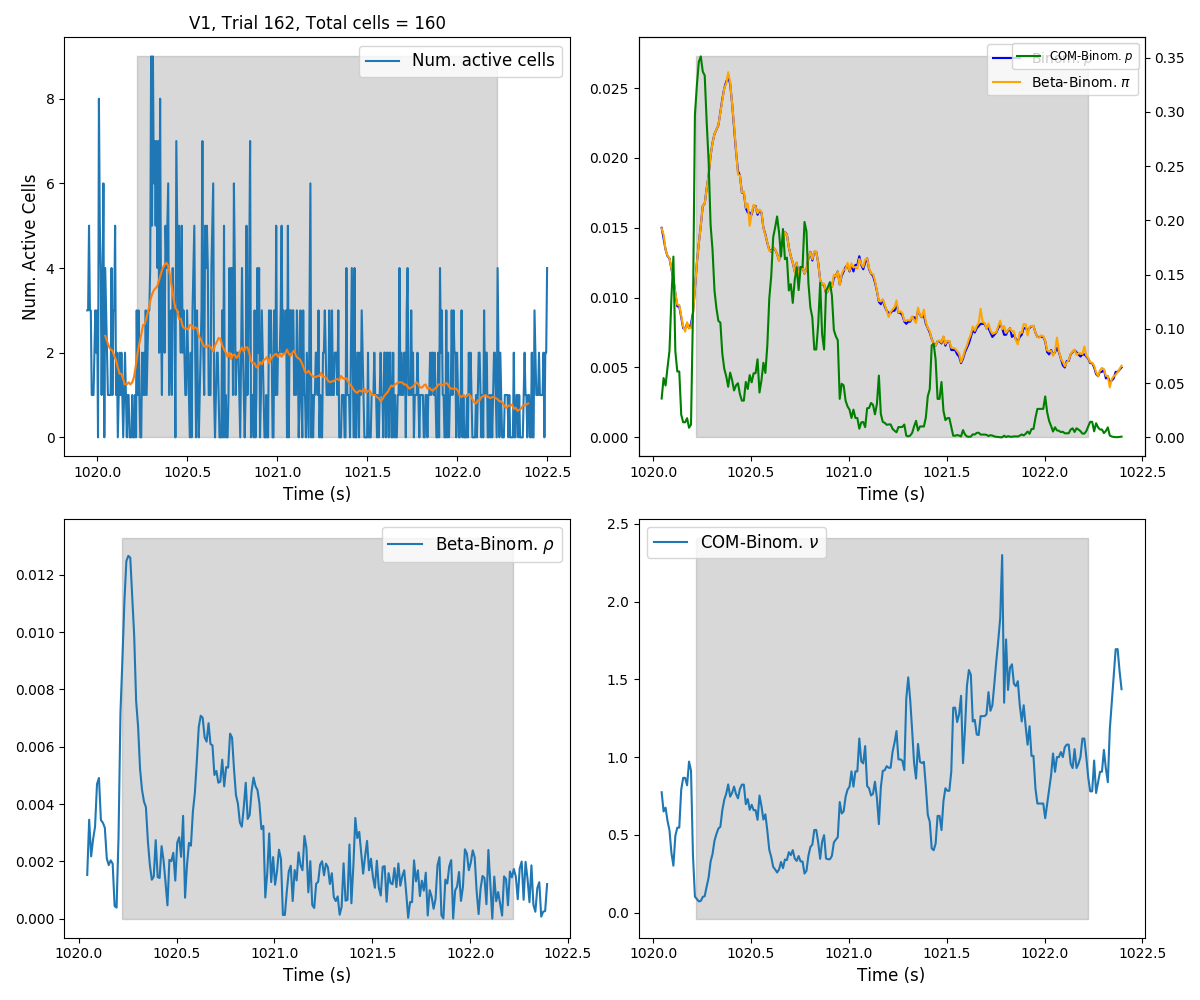 V1, Trial 162, Total cells = 160
Num. active cells
Num. Active Cells
8
6
4
2
0
1020.0 1020.5 1021.0 1021.5 1022.0 1022.5
Time (s)
COM-Binom. p
Beta-Binom. π
0.025
0.020
0.015
0.010
0.005
0.000
0.35
0.30
0.25
0.20
0.15
0.10
0.05
0.00
1020.0 1020.5 1021.0 1021.5 1022.0 1022.5
Time (s)
Beta-Binom. ρ
0.012
0.010
0.008
0.006
0.004
0.002
0.000
1020.0 1020.5 1021.0 1021.5 1022.0 1022.5
Time (s)
COM-Binom. ν
2.5
2.0
1.5
1.0
0.5
0.0
1020.0 1020.5 1021.0 1021.5 1022.0 1022.5
Time (s)